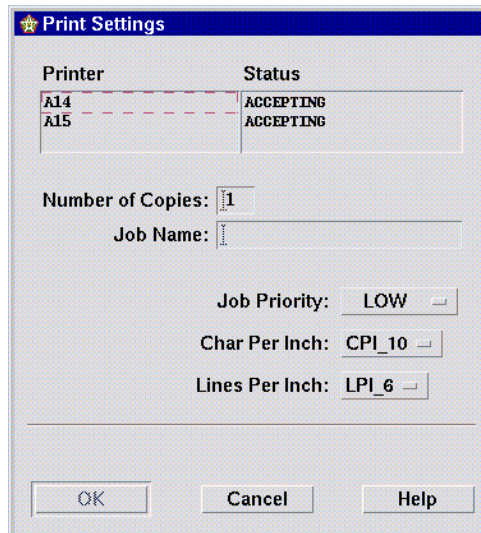 Print Settings
Printer Status
A14 ACCEPTING
A15 ACCEPTING
Number of Copies: 1
Job Name:
Job Priority: LOW
Char Per Inch: CPI_10
Lines Per Inch: LPI_6
OK Cancel Help